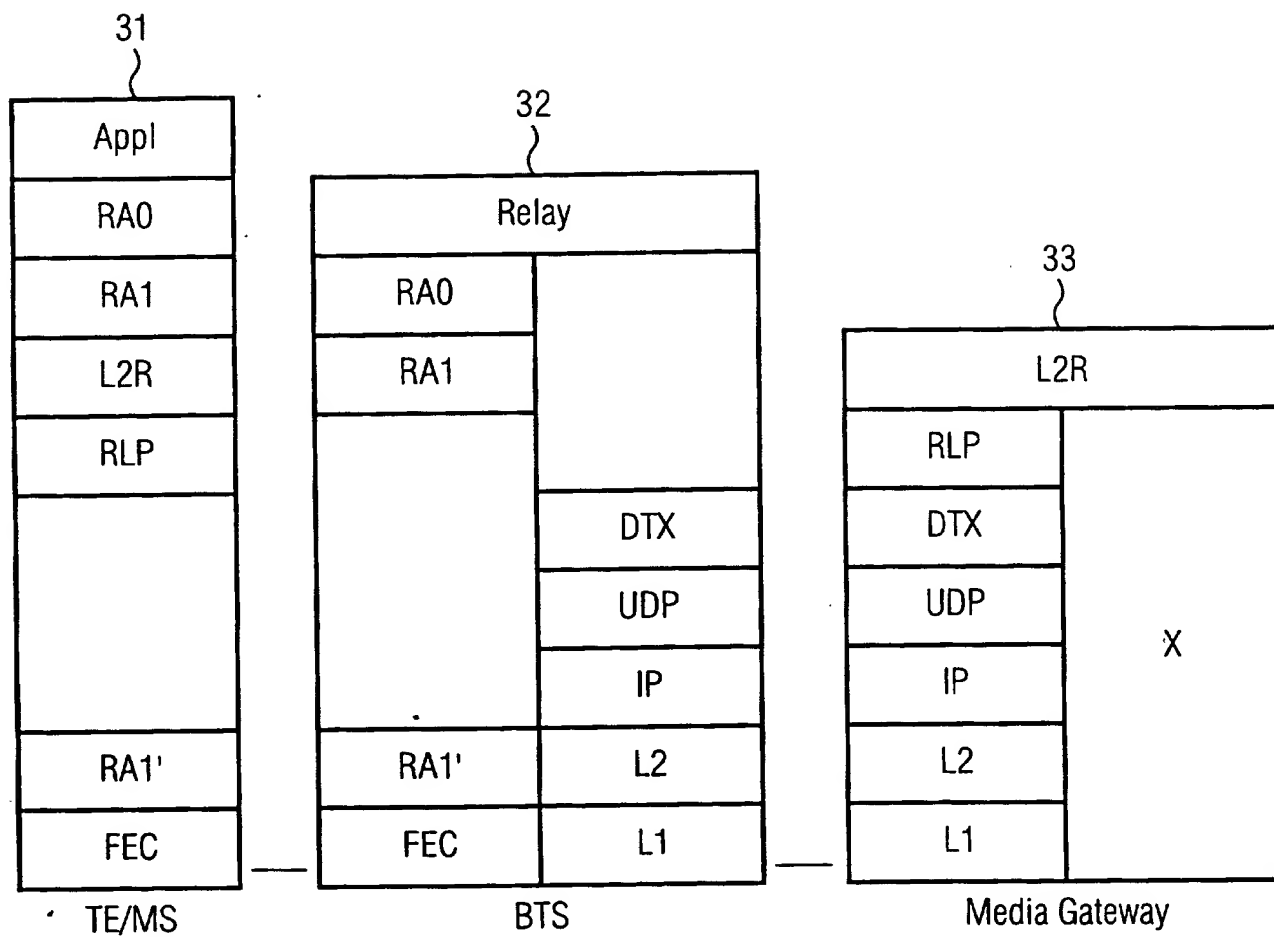 31
Appl
RA0
RA1
L2R
RLP
RA1'
FEC
TE/MS
32
Relay
RA0
RA1
RA1'
FEC
DTX
UDP
IP
L2
L1
BTS
33
L2R
RLP
DTX
UDP
IP
L2
L1
X
Media Gateway